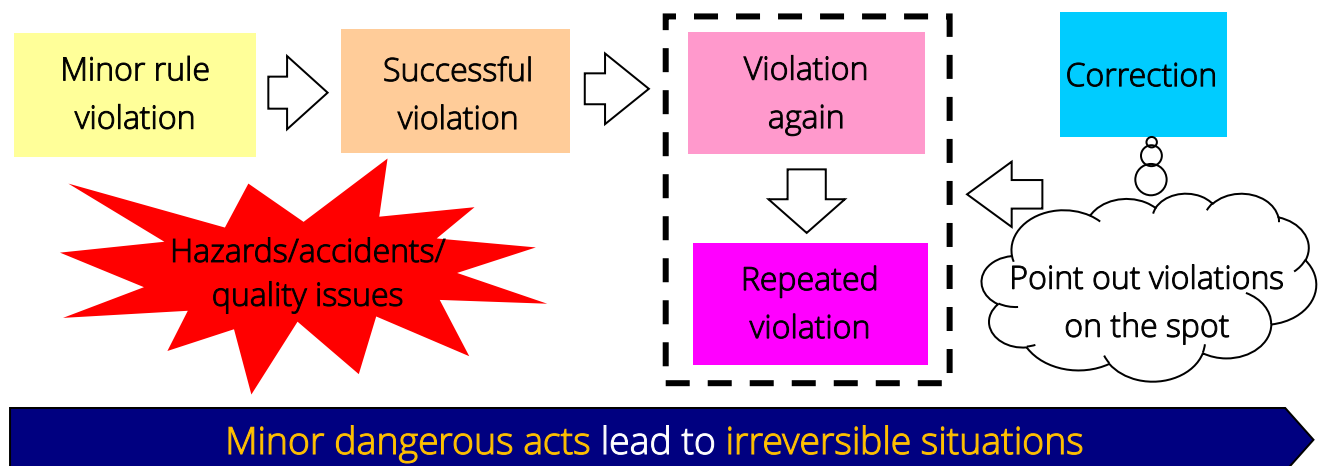 Minor rule
violation
Successful
violation
Violation
again
Correction
Hazards/accidents/
quality issues
Repeated
violation
Point out violations
on the spot
Minor dangerous acts lead to irreversible situations